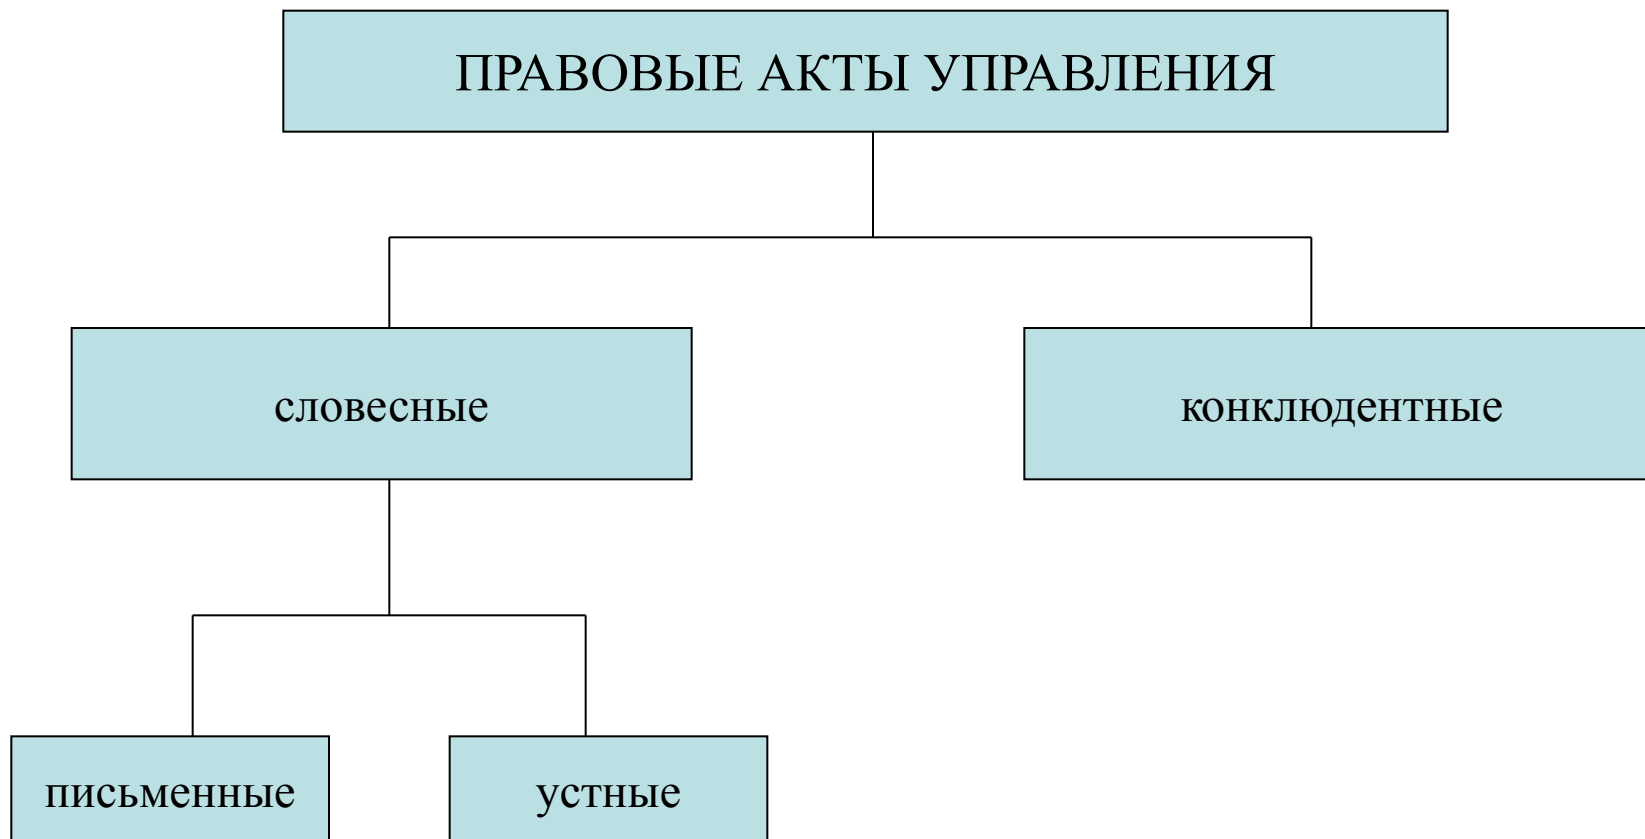 ПРАВОВЫЕ АКТЫ УПРАВЛЕНИЯ
словесные
конклюдентные
письменные
устные